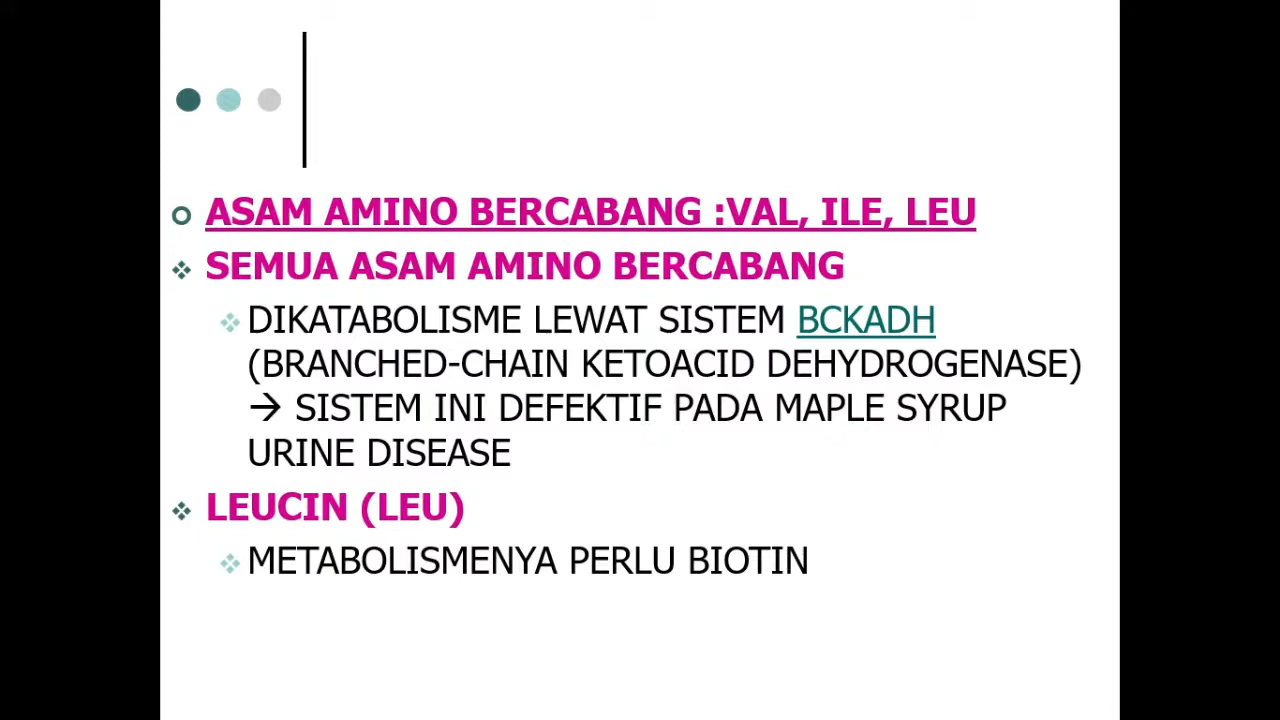 ASAM AMINO BERCABANG :VAL, ILE, LEU
SEMUA ASAM AMINO BERCABANG
DIKATABOLISME LEWAT SISTEM BCKADH
(BRANCHED-CHAIN KETOACID DEHYDROGENASE)
→ SISTEM INI DEFEKTIF PADA MAPLE SYRUP
URINE DISEASE
LEUCIN (LEU)
METABOLISMENYA PERLU BIOTIN